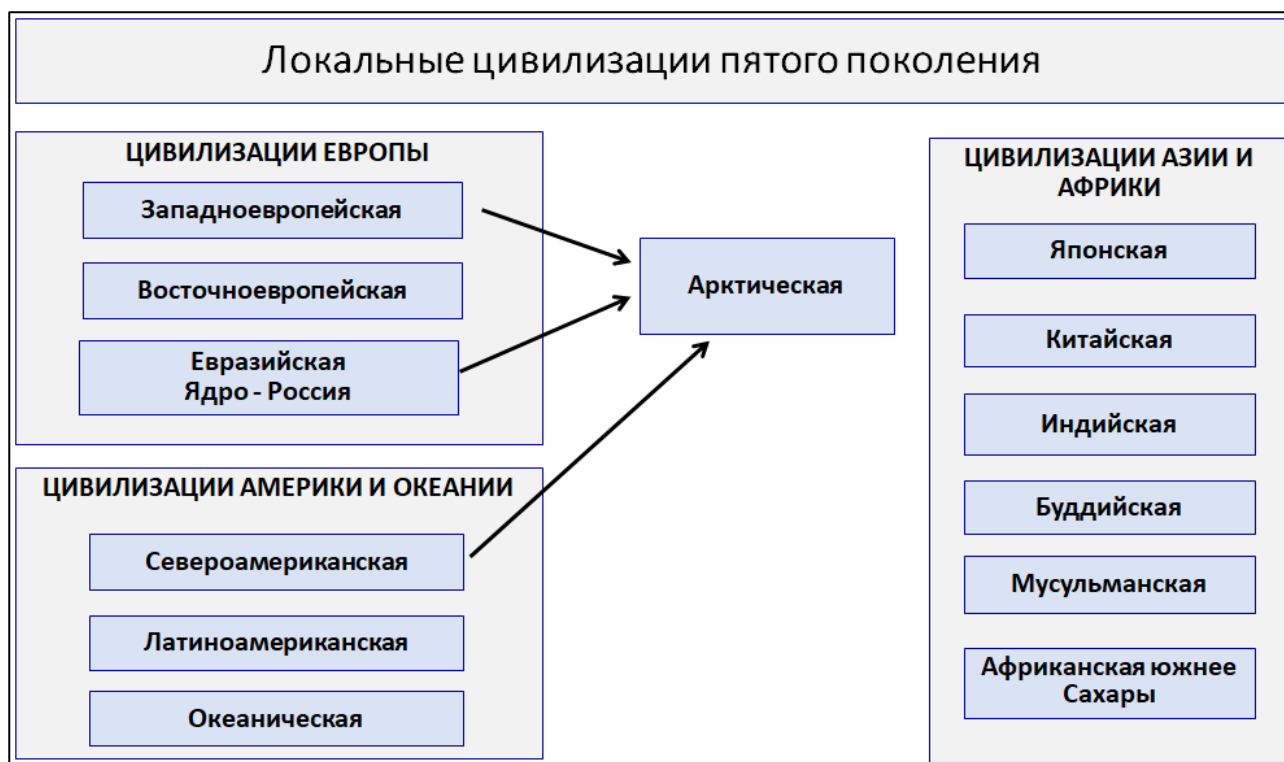 Локальные цивилизации пятого поколения
ЦИВИЛИЗАЦИИ ЕВРОПЫ
Западноевропейская
Восточноевропейская
Евразийская
Ядро - Россия
ЦИВИЛИЗАЦИИ АМЕРИКИ И ОКЕАНИИ
Североамериканская
Латиноамериканская
Океаническая
Арктическая
ЦИВИЛИЗАЦИИ АЗИИ И
АФРИКИ
Японская
Китайская
Индийская
Буддийская
Мусульманская
Африканская южнее
Сахары